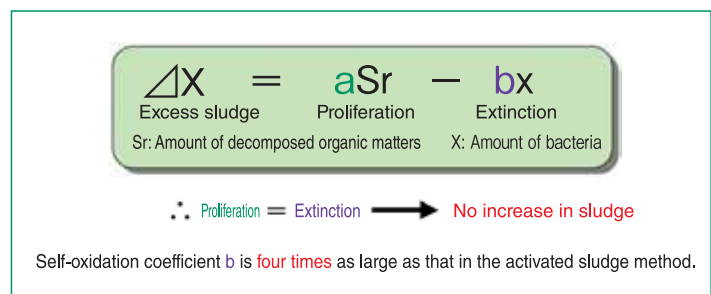 ⊿X = aSr − bx
Excess sludge Proliferation Extinction
Sr: Amount of decomposed organic matters X: Amount of bacteria
∴ Proliferation = Extinction → No increase in sludge
Self-oxidation coefficient b is four times as large as that in the activated sludge method.